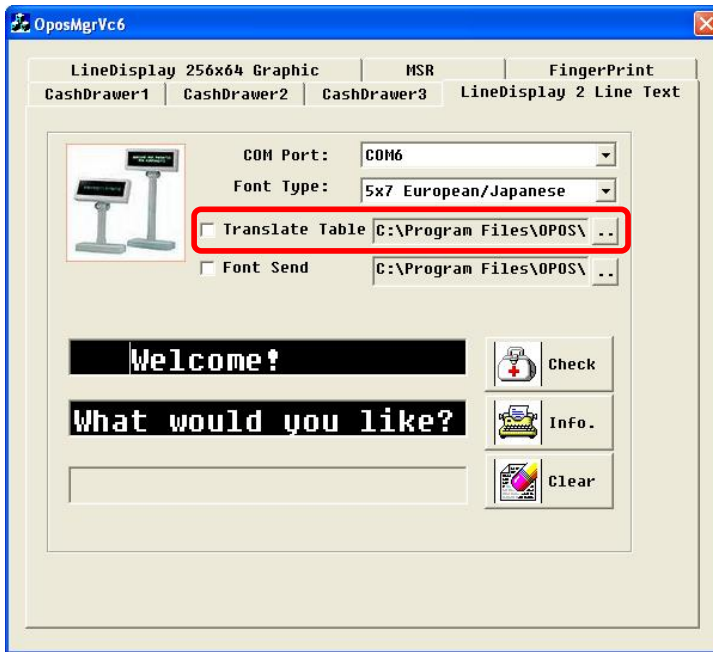 OposMgrVc6
LineDisplay 256x64 Graphic
MSR
FingerPrint
CashDrawer1
CashDrawer2
CashDrawer3
LineDisplay 2 Line Text
COM Port:
COM6
Font Type:
5x7 European/Japanese
Translate Table
C:\Program Files\OPOS\
..
Font Send
C:\Program Files\OPOS\
..
Welcome!
Check
What would you like?
Info.
Clear